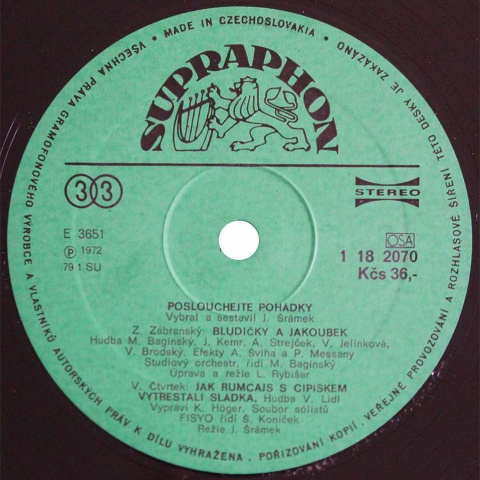 VŠECHNA PRÁVA GRAMOFONOVÉHO VÝROBCE A VLASTNÍKŮ AUTORSKÝCH PRÁV K DÍLU VYHRAŽENA. POŘIZOVÁNÍ KOPIÍ, VEŘEJNÉ PROVOZOVÁNÍ A ROZHLASOVÉ ŠÍŘENÍ TÉTO DESKY JE ZAKÁZÁNO • MADE IN CZECHOSLOVAKIA •
SUPRAPHON
33
STEREO
E 3651
℗ 1972
79 1 SU
OSA
1 18 2070
Kčs 36,-
POSLOUCHEJTE POHÁDKY
Vybral a sestavil J. Šrámek
Z. Zábranský: BLUDIČKY A JAKOUBEK
Hudba M. Baginský, J. Kemr, A. Strejček, V. Jelínková,
V. Brodský. Efekty A. Šviha a P. Messany
Studiový orchestr, řídí M. Baginský
Úprava a režie L. Rybišar
V. Čtvrtek: JAK RUMCAJS S CIPÍSKEM
VYTRESTALI SLÁDKA, Hudba V. Lídl
Vypráví K. Höger, Soubor sólistů
FISYO řídí Š. Koníček
Režie J. Šrámek